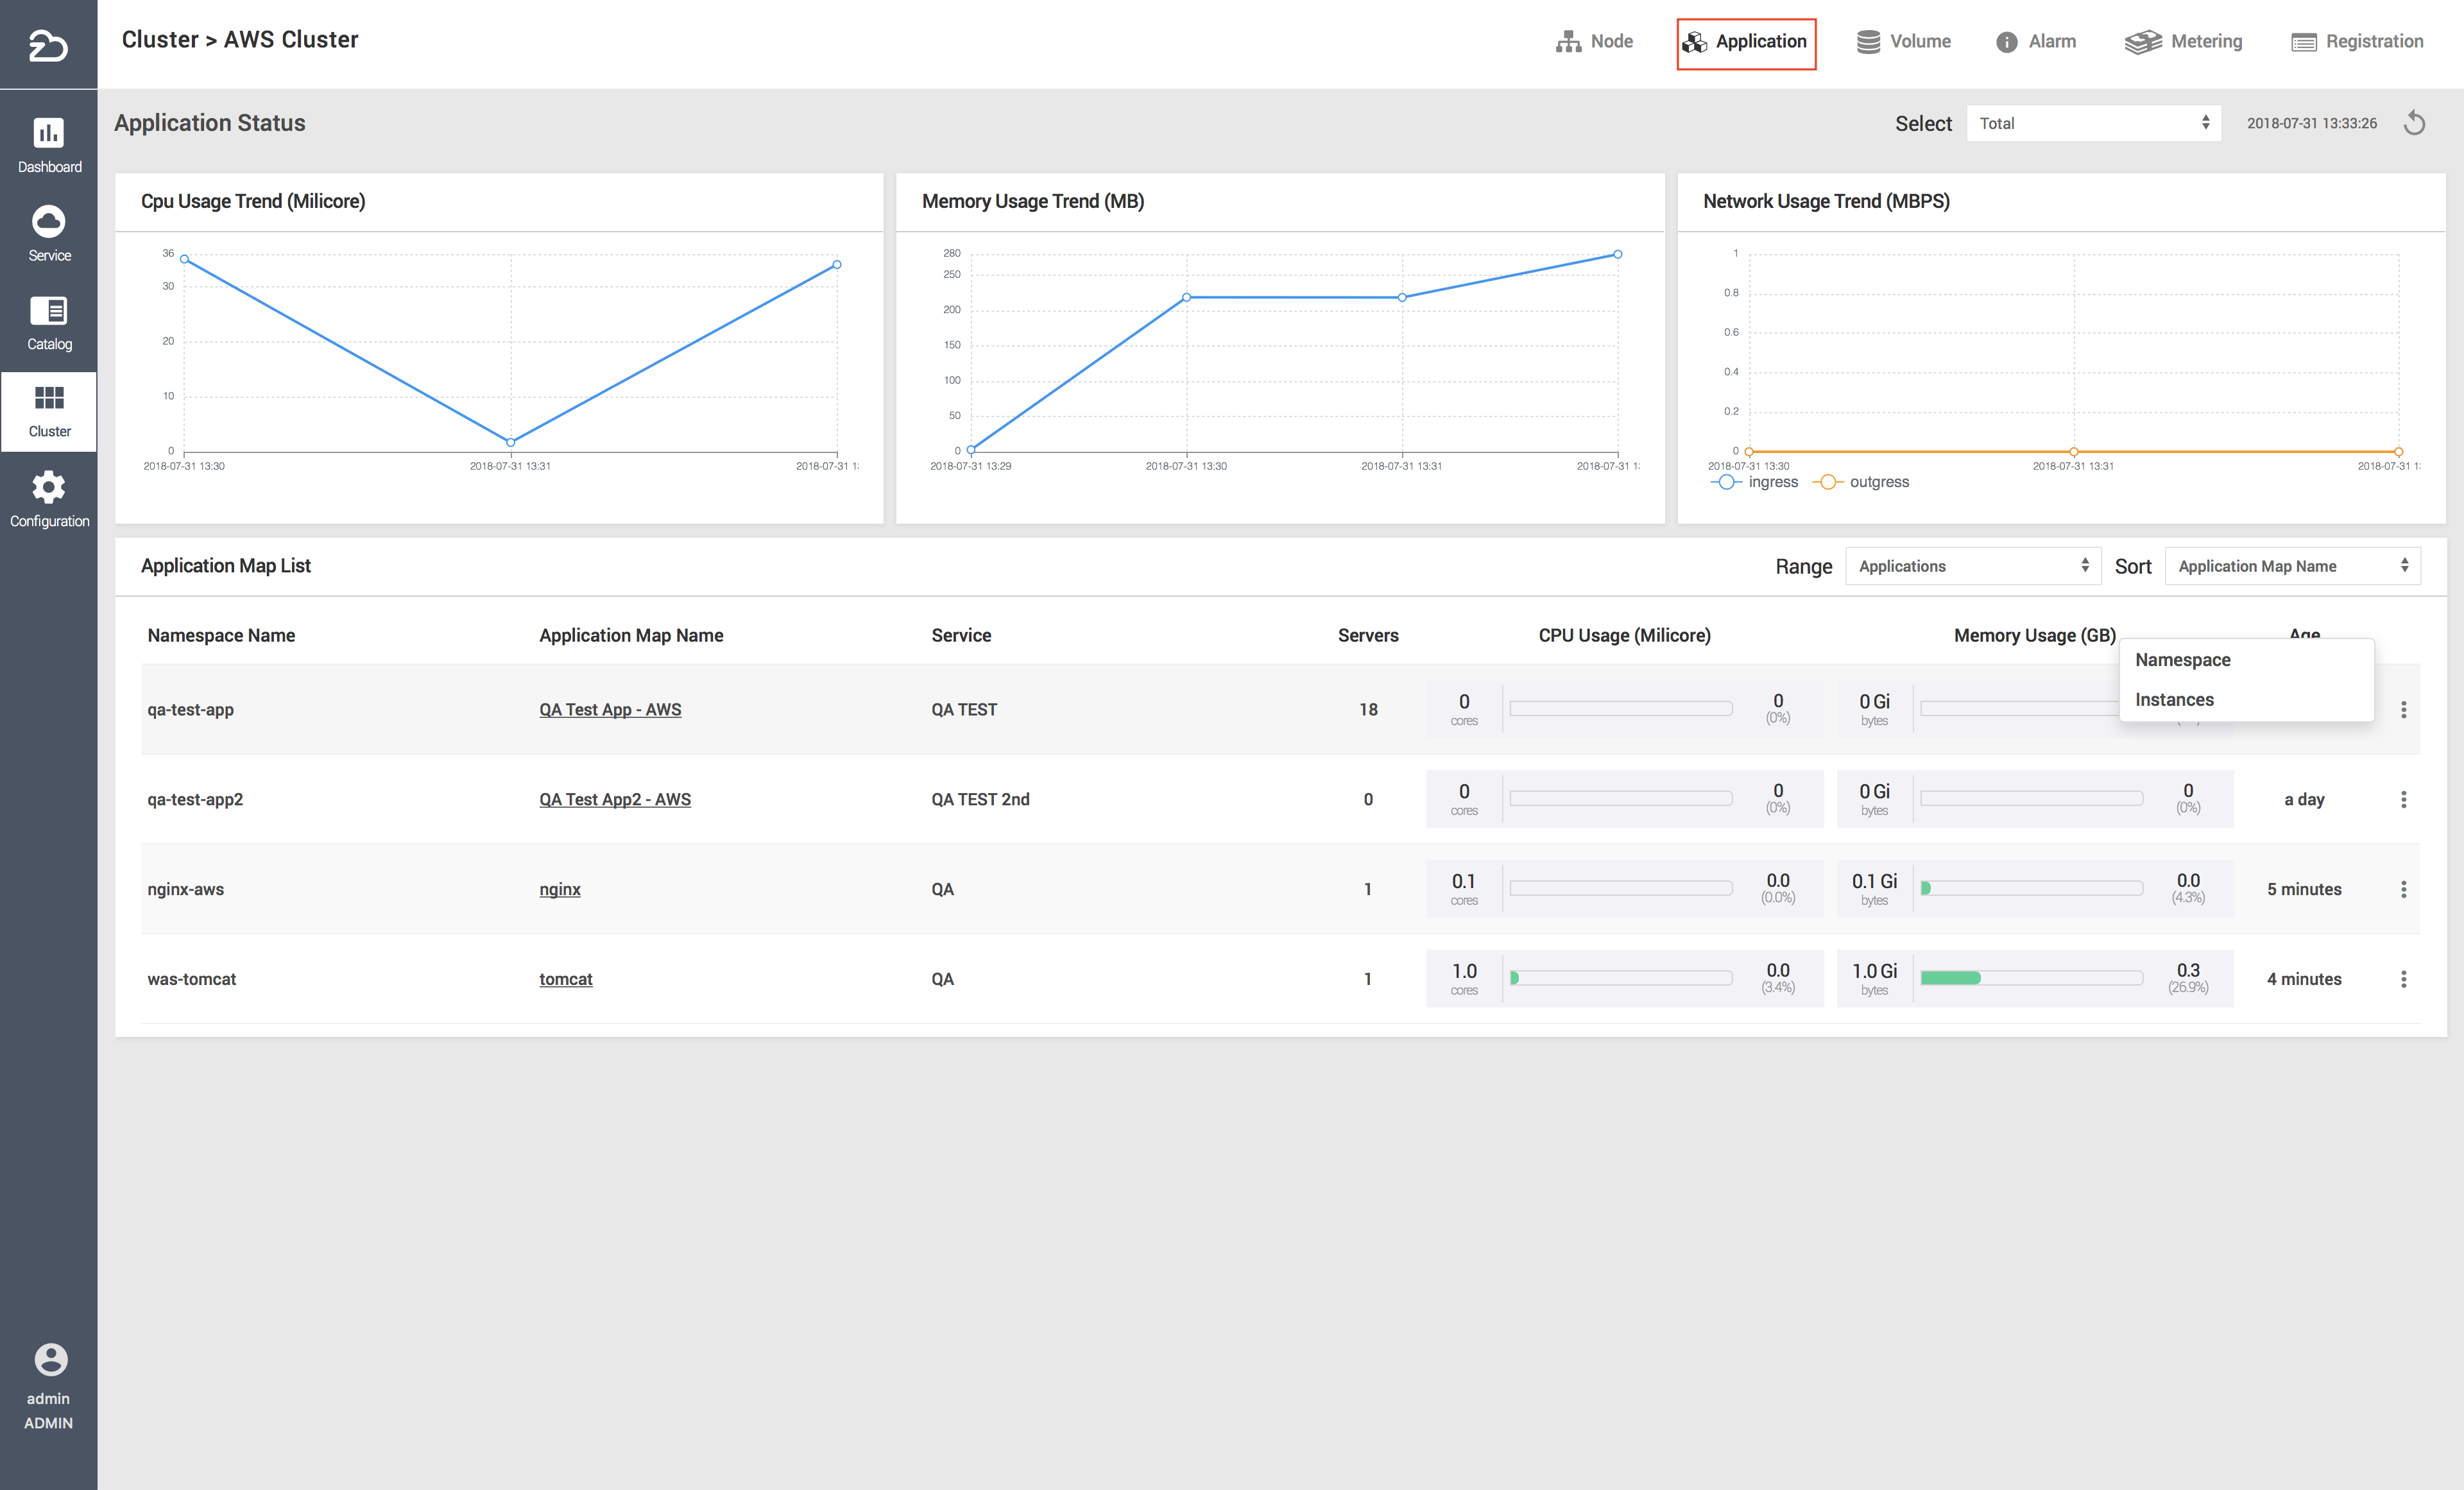 Cluster > AWS Cluster
Node
Application
Volume
Alarm
Metering
Registration
Dashboard
Service
Catalog
Cluster
Configuration
admin
ADMIN
Application Status
Select
Total
2018-07-31 13:33:26
Cpu Usage Trend (Milicore)
36
30
20
10
0
2018-07-31 13:30
2018-07-31 13:31
2018-07-31 1:
Memory Usage Trend (MB)
280
250
200
150
100
50
0
2018-07-31 13:29
2018-07-31 13:30
2018-07-31 13:31
2018-07-31 1:
Network Usage Trend (MBPS)
1
0.8
0.6
0.4
0.2
0
2018-07-31 13:30
2018-07-31 13:31
2018-07-31 1:
ingress
outgress
Application Map List
Range
Applications
Sort
Application Map Name
Namespace Name
Application Map Name
Service
Servers
CPU Usage (Milicore)
Memory Usage (GB)
Age
Namespace
Instances
qa-test-app
QA Test App - AWS
QA TEST
18
0
cores
0
(0%)
0 Gi
bytes
qa-test-app2
QA Test App2 - AWS
QA TEST 2nd
0
0
cores
0
(0%)
0 Gi
bytes
0
(0%)
a day
nginx-aws
nginx
QA
1
0.1
cores
0.0
(0.0%)
0.1 Gi
bytes
0.0
(4.3%)
5 minutes
was-tomcat
tomcat
QA
1
1.0
cores
0.0
(3.4%)
1.0 Gi
bytes
0.3
(26.9%)
4 minutes